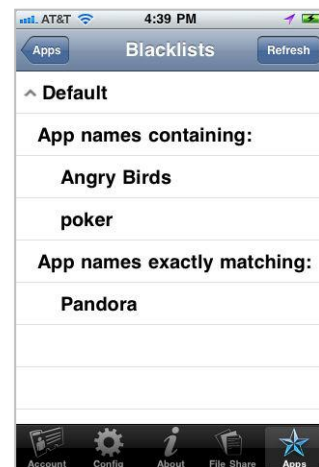 AT&T 4:39 PM
Apps Blacklists Refresh
Default
App names containing:
Angry Birds
poker
App names exactly matching:
Pandora
Account Config About File Share Apps